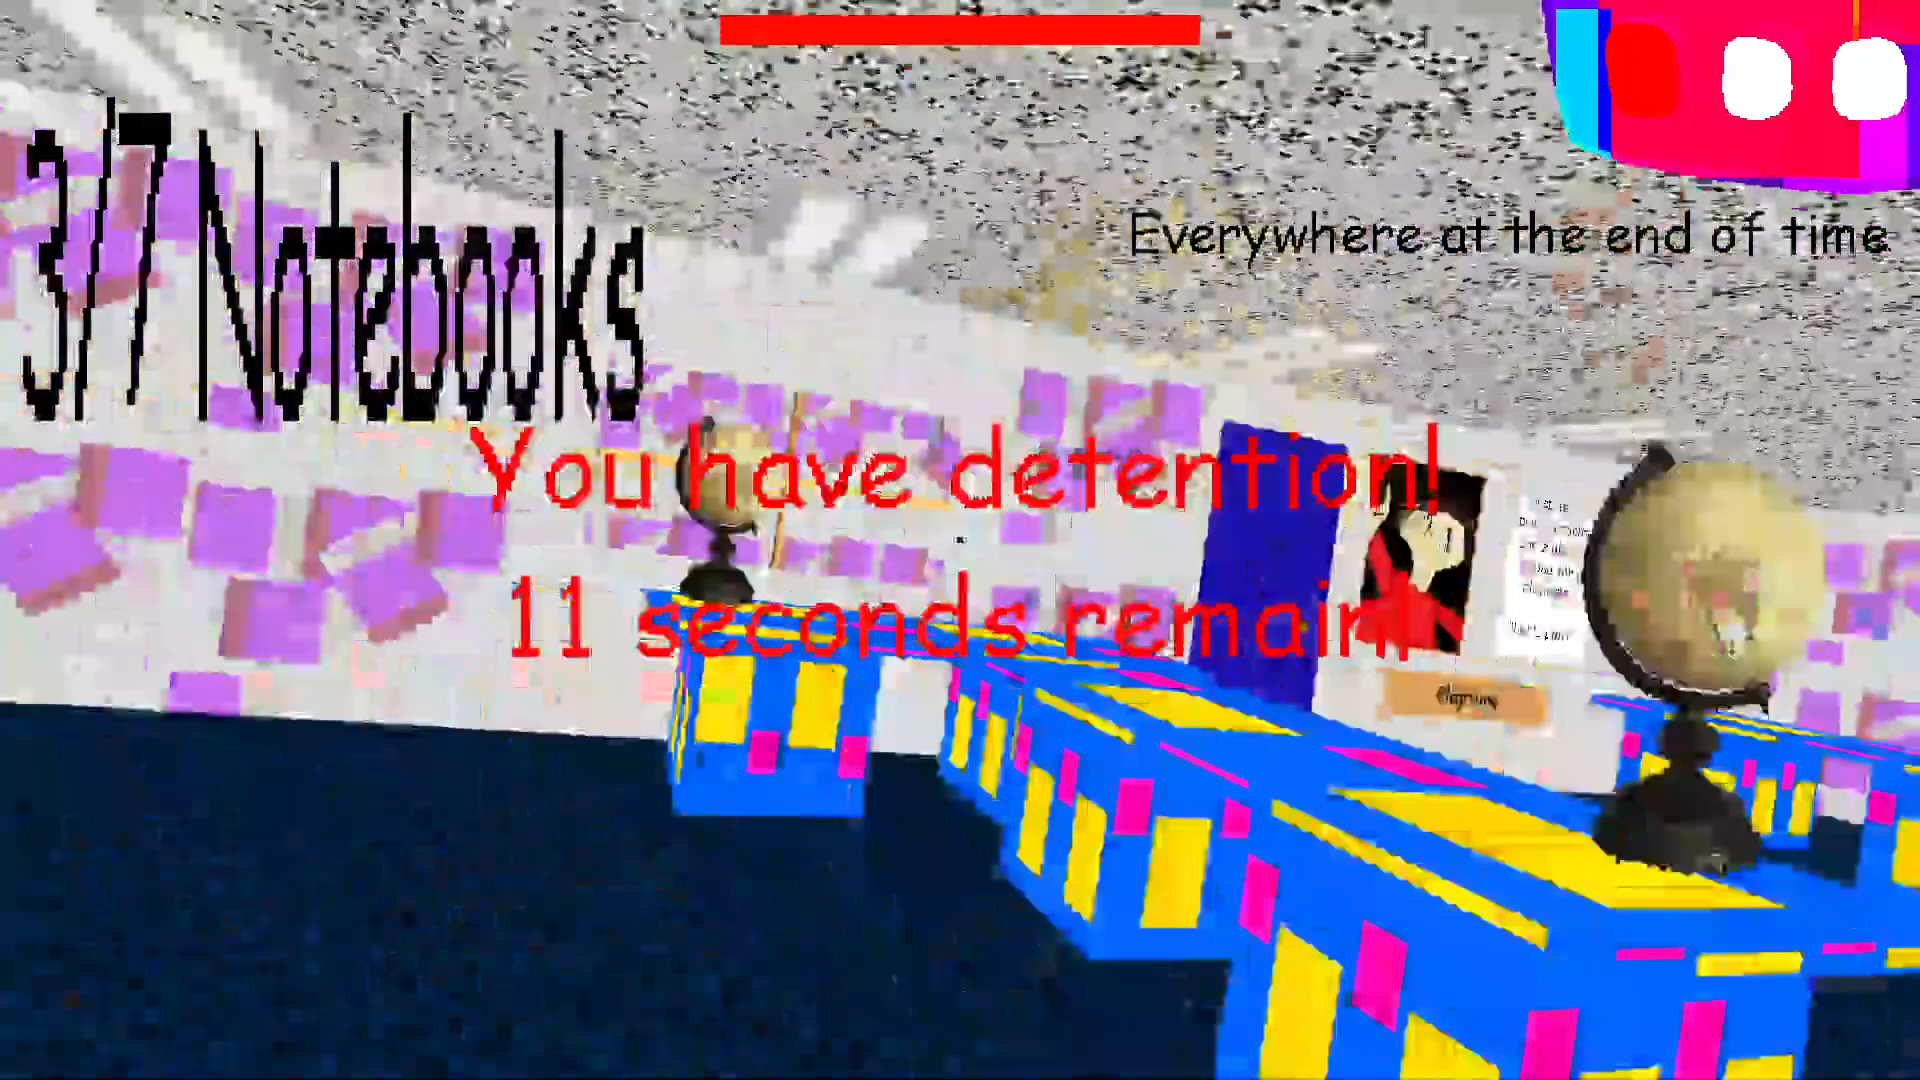 3/7 Notebooks
Everywhere at the end of time
You have detention!
11 seconds remain!